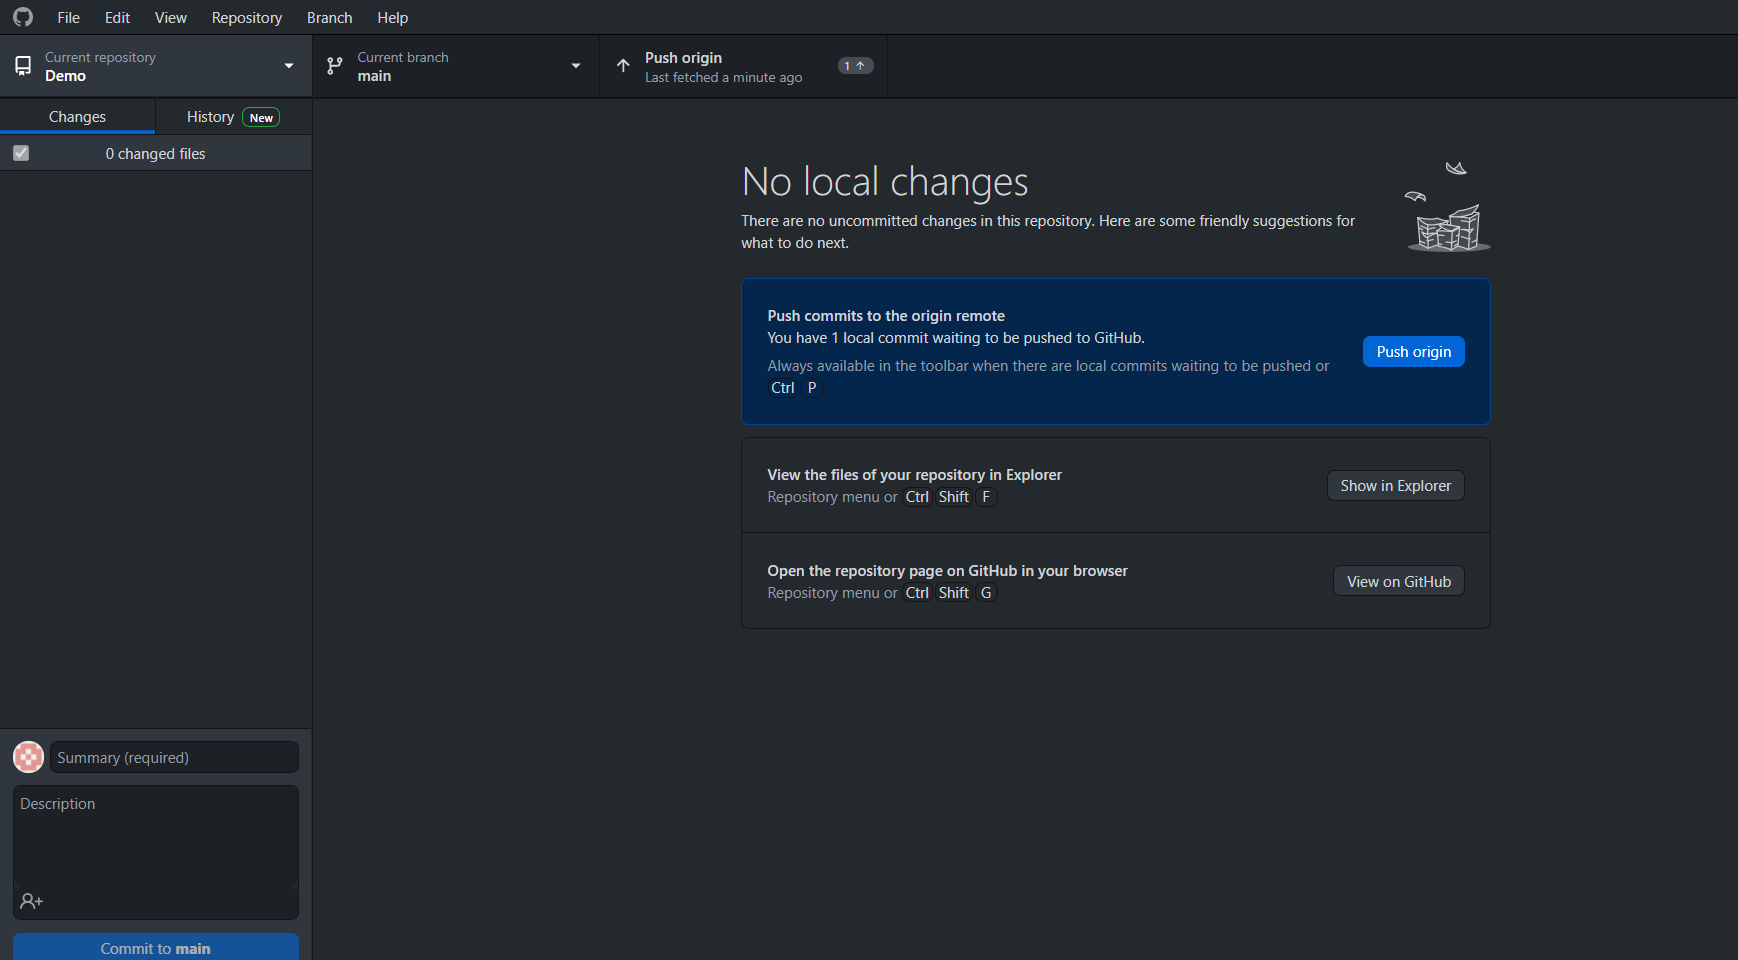 File Edit View Repository Branch Help
Current repository
Demo
Current branch
main
Push origin
Last fetched a minute ago
1
Changes
History New
0 changed files
No local changes
There are no uncommitted changes in this repository. Here are some friendly suggestions for
what to do next.
Push commits to the origin remote
You have 1 local commit waiting to be pushed to GitHub.
Always available in the toolbar when there are local commits waiting to be pushed or
Ctrl P
Push origin
View the files of your repository in Explorer
Repository menu or Ctrl Shift F
Show in Explorer
Open the repository page on GitHub in your browser
Repository menu or Ctrl Shift G
View on GitHub
Summary (required)
Description
Commit to main